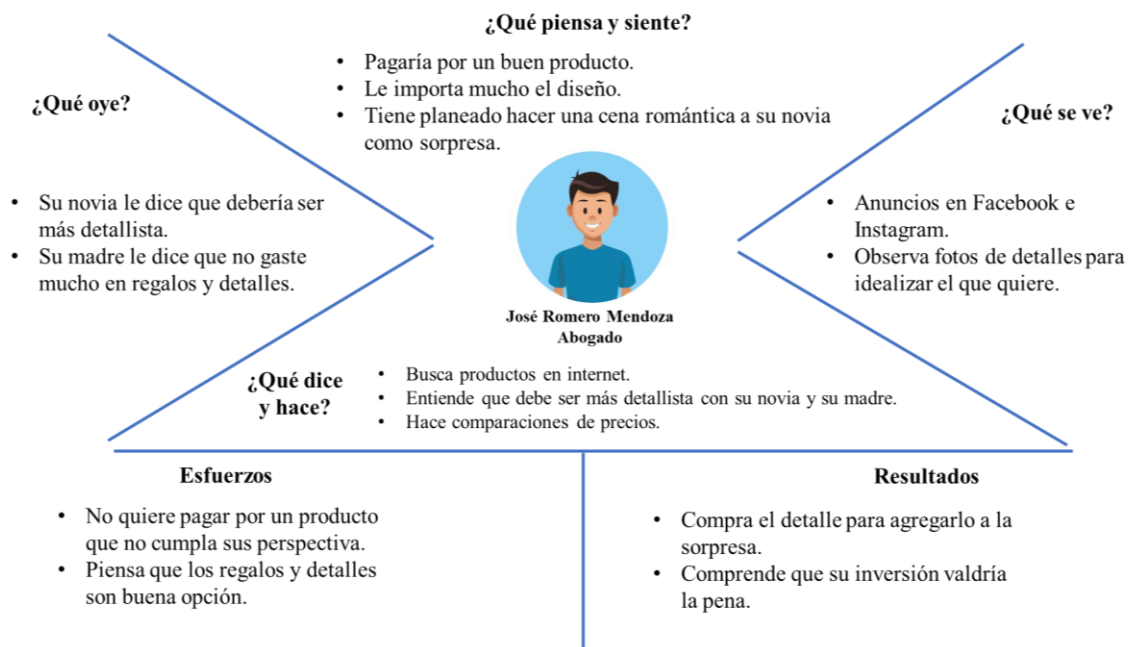 ¿Qué piensa y siente?
• Pagaría por un buen producto.
• Le importa mucho el diseño.
• Tiene planeado hacer una cena romántica a su novia
como sorpresa.
¿Qué oye?
• Su novia le dice que debería ser
más detallista.
• Su madre le dice que no gaste
mucho en regalos y detalles.
¿Qué se ve?
• Anuncios en Facebook e
Instagram.
• Observa fotos de detalles para
idealizar el que quiere.
José Romero Mendoza
Abogado
¿Qué dice
y hace?
• Busca productos en internet.
• Entiende que debe ser más detallista con su novia y su madre.
• Hace comparaciones de precios.
Esfuerzos
• No quiere pagar por un producto
que no cumpla sus perspectiva.
• Piensa que los regalos y detalles
son buena opción.
Resultados
• Compra el detalle para agregarlo a la
sorpresa.
• Comprende que su inversión valdría
la pena.